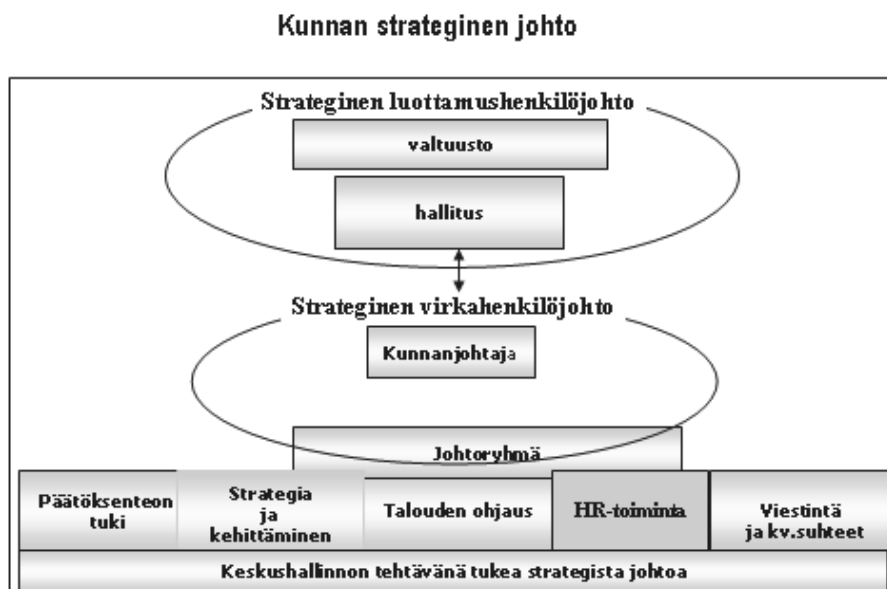 Kunnan strateginen johto
Strateginen luottamushenkilöjohto
valtuusto
hallitus
Strateginen virkahenkilöjohto
Kunnanjohtaja
Johtoryhmä
Päätöksenteon
tuki
Strategia
ja
kehittäminen
Talouden ohjaus
HR-toiminta
Viestintä
ja kv.suhteet
Keskushallinnon tehtävänä tukea strategista johtoa